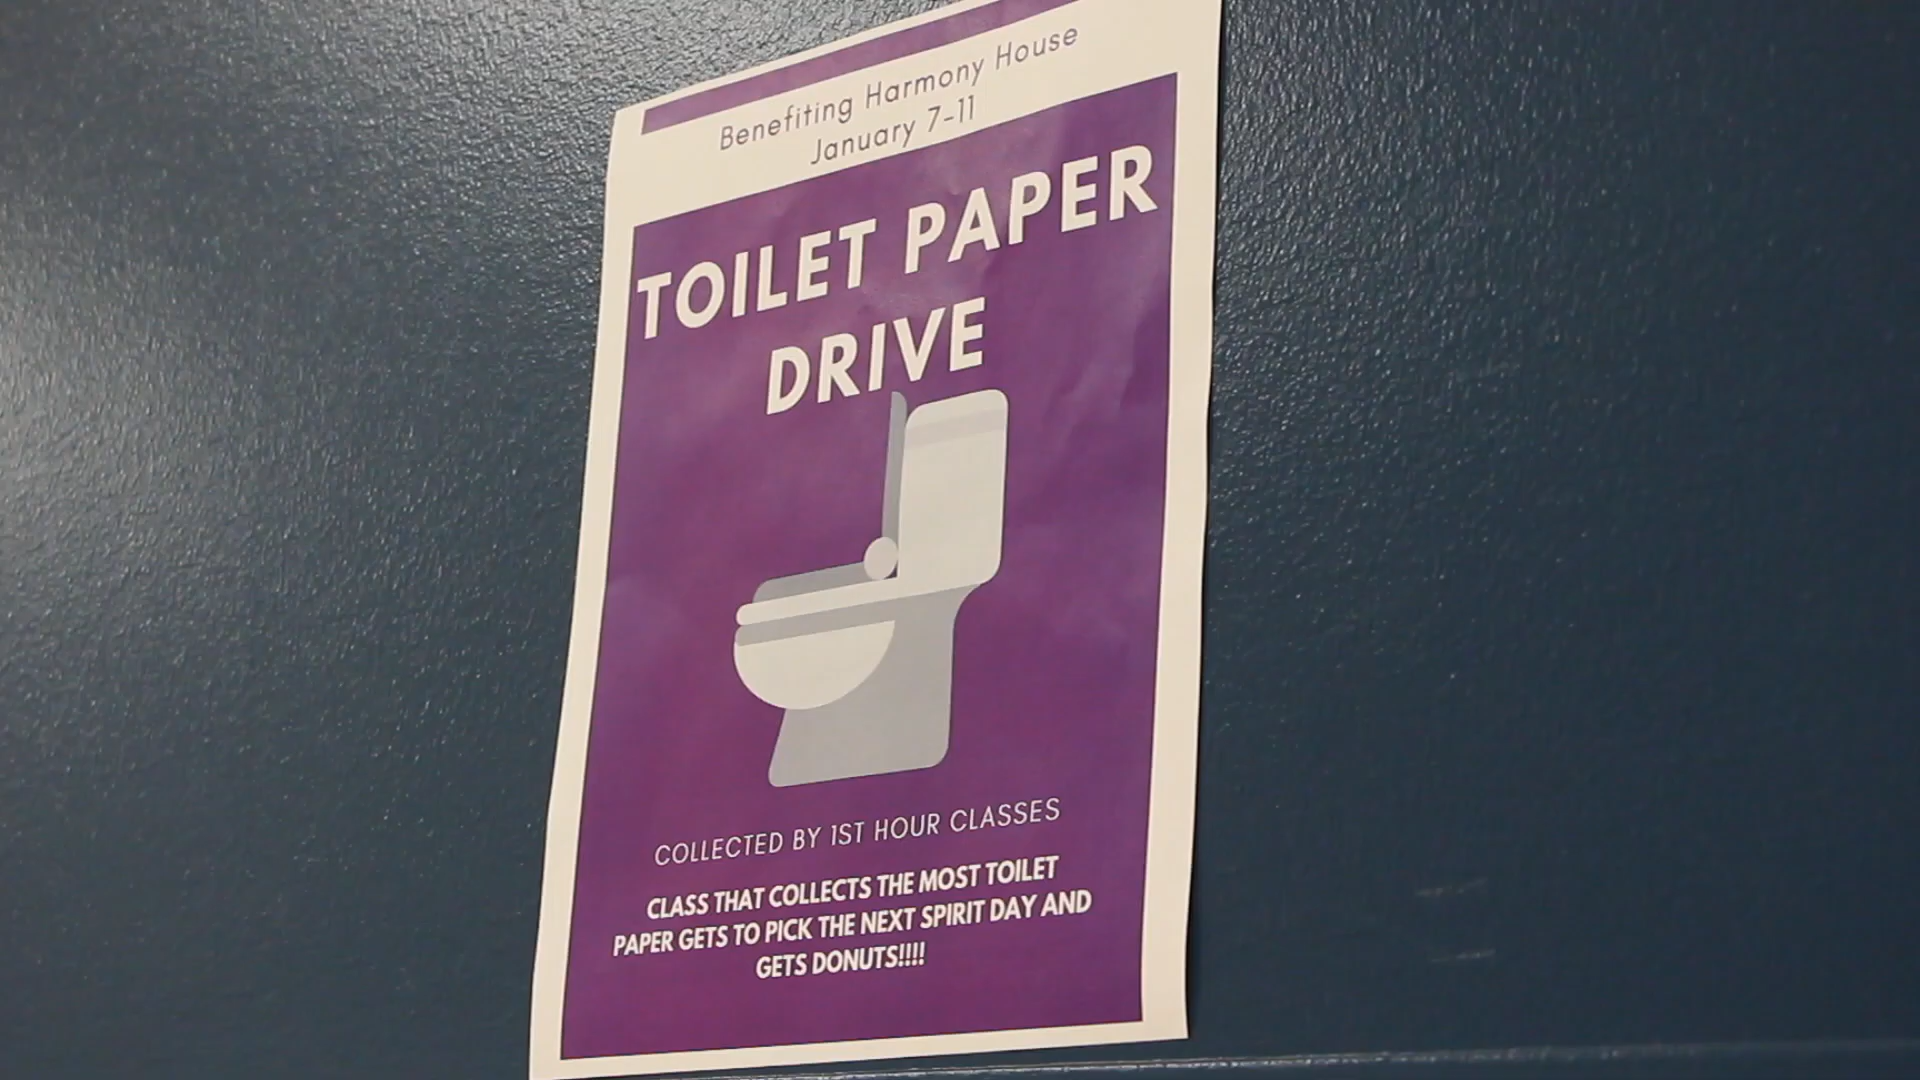 Benefiting Harmony House
January 7-11
TOILET PAPER
DRIVE
COLLECTED BY 1ST HOUR CLASSES
CLASS THAT COLLECTS THE MOST TOILET
PAPER GETS TO PICK THE NEXT SPIRIT DAY AND
GETS DONUTS!!!!